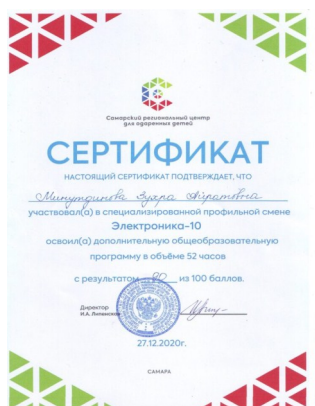 Самарский региональный центр
для одаренных детей
СЕРТИФИКАТ
НАСТОЯЩИЙ СЕРТИФИКАТ ПОДТВЕРЖДАЕТ, ЧТО
Зухра Айратовна
участвовал(а) в специализированной профильной смене
Электроника-10
освоил(а) дополнительную общеобразовательную
программу в объёме 52 часов
с результатом из 100 баллов.
Директор
И.А.
27.12.2020г.
САМАРА